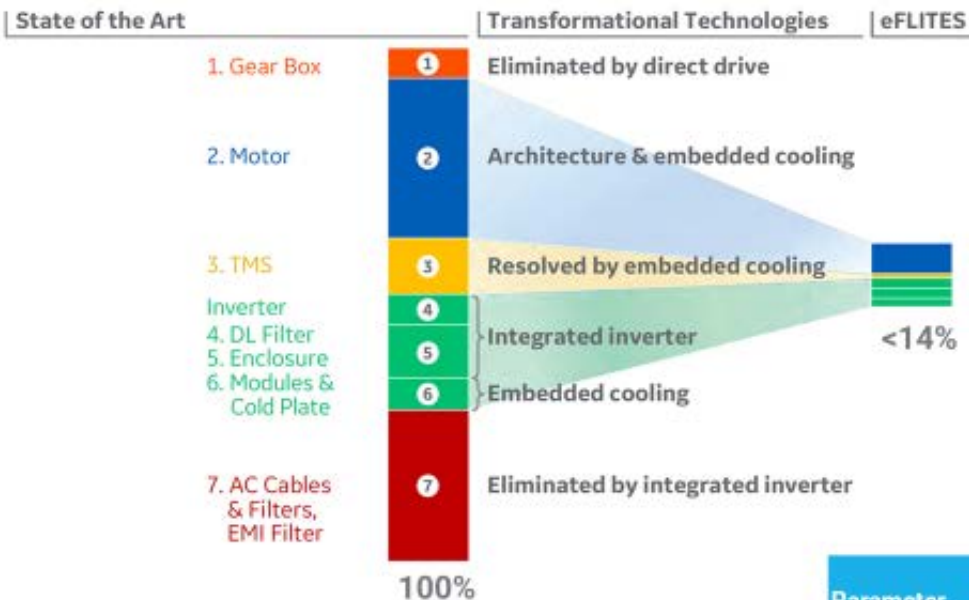 State of the Art
Transformational Technologies
eFLITES
1. Gear Box
1
Eliminated by direct drive
2. Motor
2
Architecture & embedded cooling
3. TMS
3
Resolved by embedded cooling
Inverter
4. DL Filter
5. Enclosure
6. Modules &
Cold Plate
4
5
6
Integrated inverter
Embedded cooling
<14%
7. AC Cables
& Filters,
EMI Filter
7
Eliminated by integrated inverter
100%
Parameter